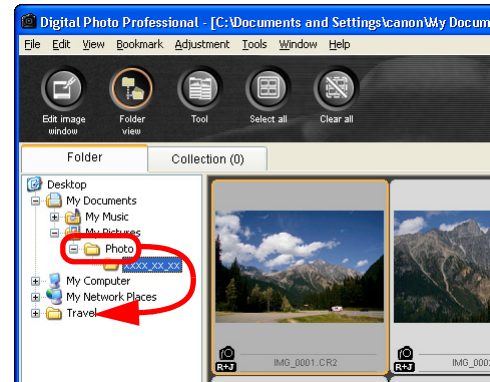 Digital Photo Professional - [C:\Documents and Settings\canon\My Docum
File Edit View Bookmark Adjustment Tools Window Help
Edit image window
Folder view
Tool
Select all
Clear all
Folder
Collection (0)
Desktop
My Documents
My Music
My Pictures
Photo
xxxx_xx_xx
My Computer
My Network Places
Travel
R+J
IMG_0001.CR2
R+J
IMG_000